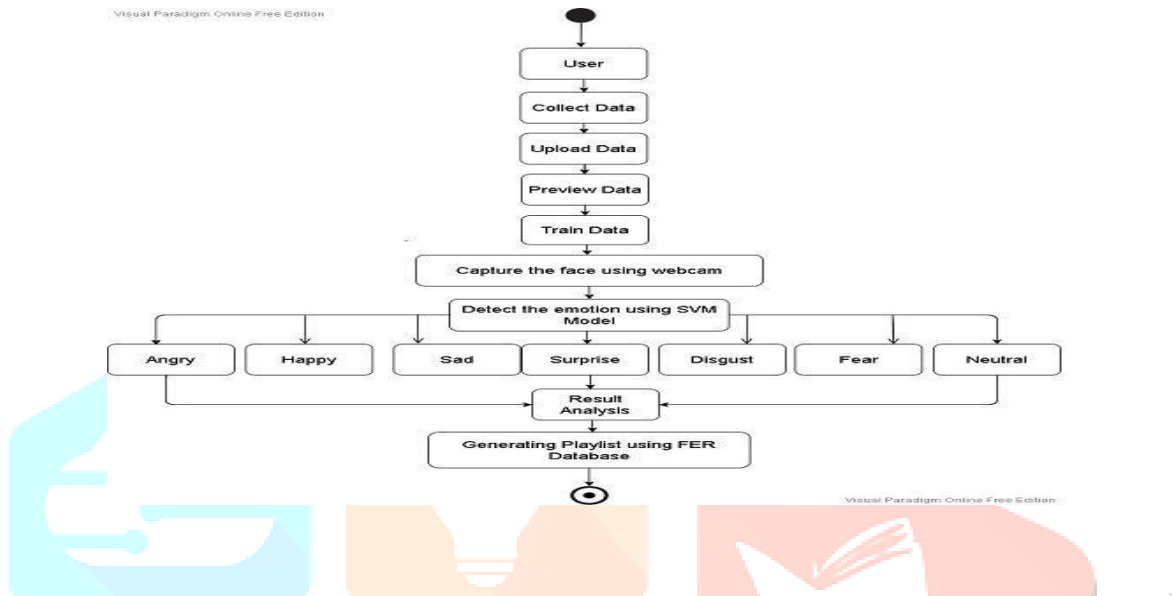 Visual Paradigm Online Free Edition
User
Collect Data
Upload Data
Preview Data
Train Data
Capture the face using webcam
Detect the emotion using SVM
Model
Angry
Happy
Sad
Surprise
Disgust
Fear
Neutral
Result
Analysis
Generating Playlist using FER
Database
Visual Paradigm Online Free Edition